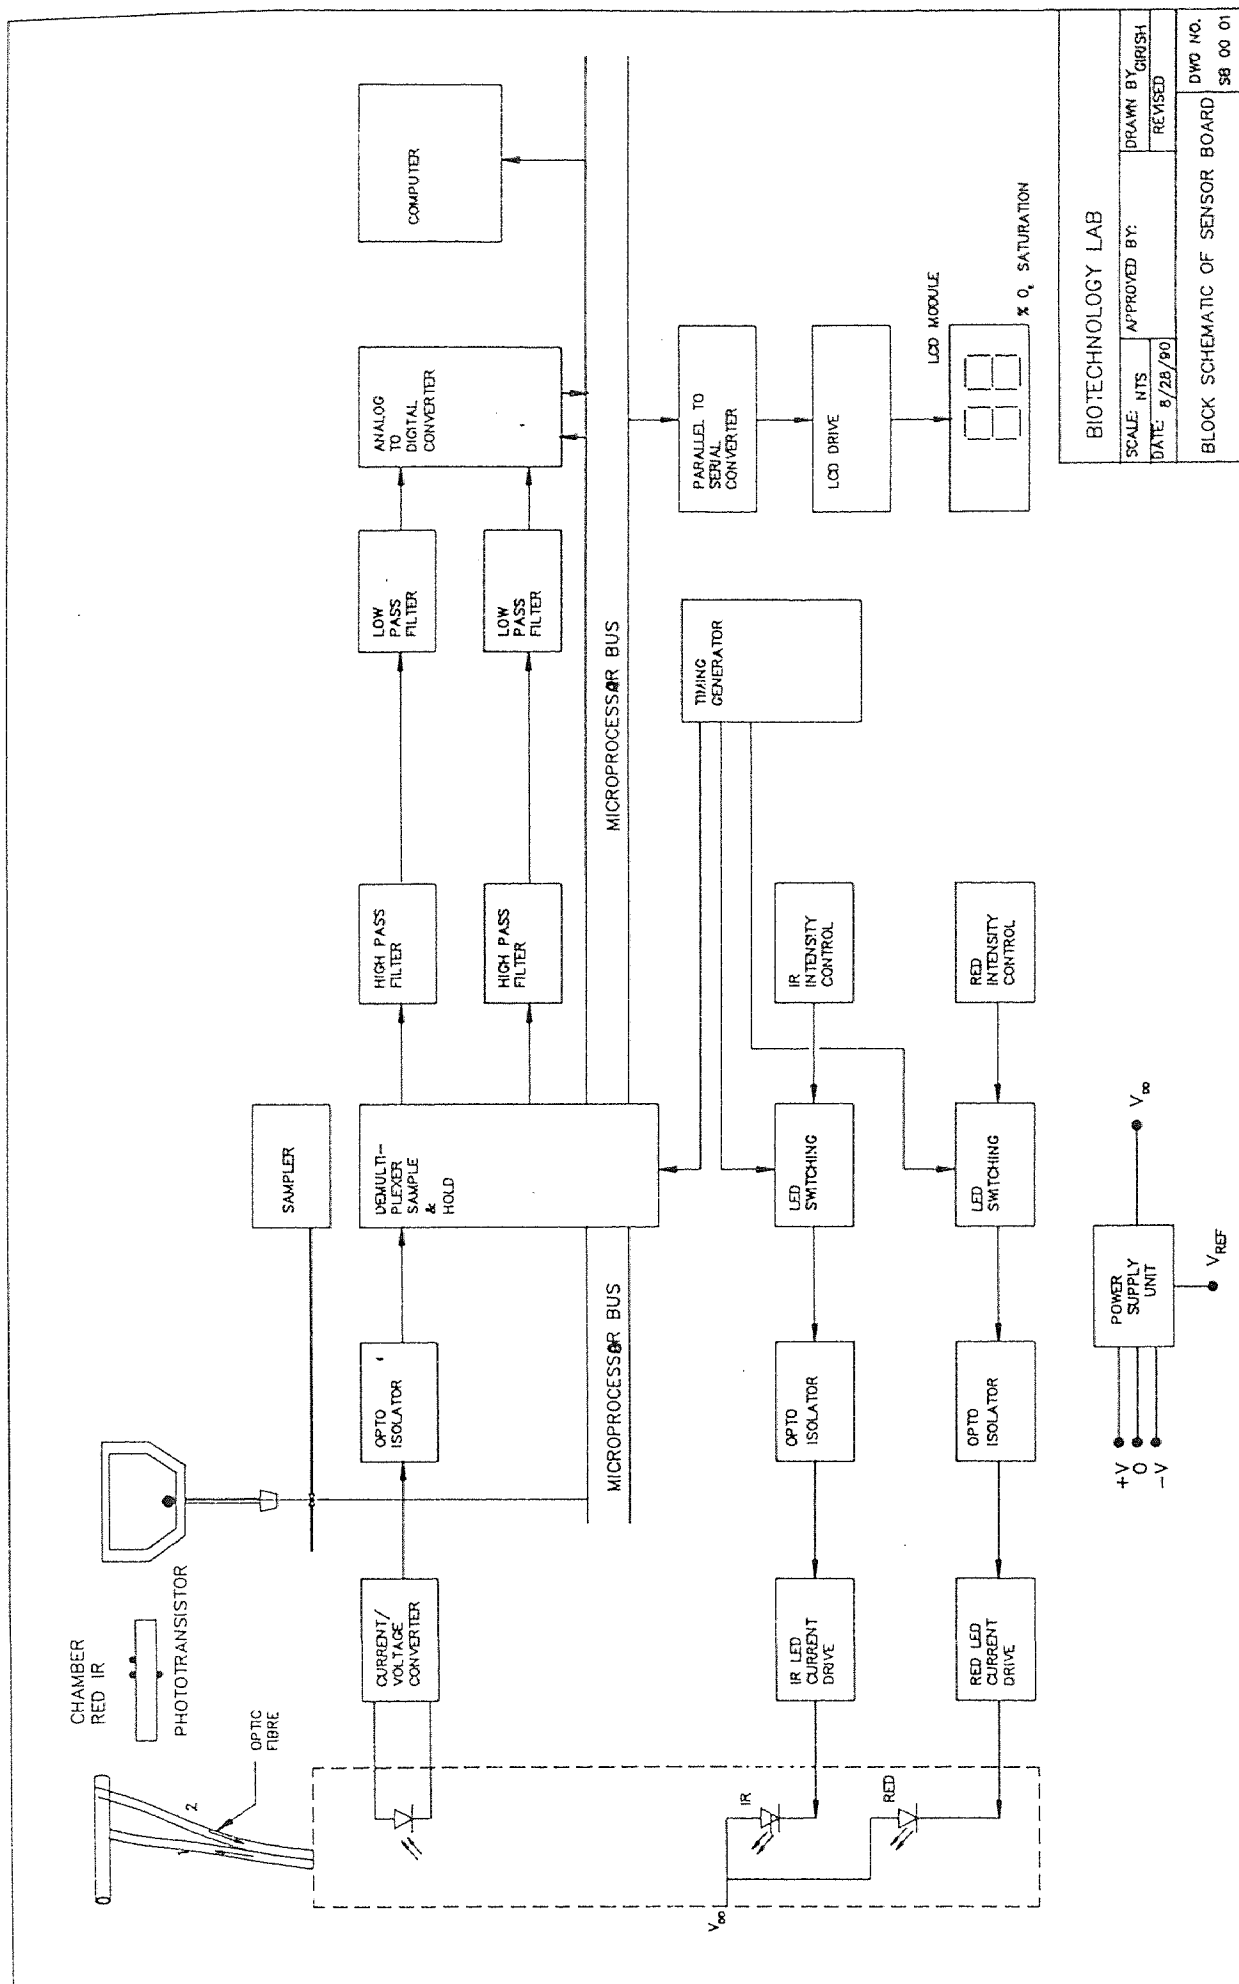 CHAMBER
RED IR
PHOTOTRANSISTOR
OPTIC
FIBRE
1
2
SAMPLER
CURRENT/
VOLTAGE
CONVERTER
OPTO
ISOLATOR
DEMULTI-
PLEXER
SAMPLE
&
HOLD
HIGH PASS
FILTER
HIGH PASS
FILTER
LOW
PASS
FILTER
LOW
PASS
FILTER
ANALOG
TO
DIGITAL
CONVERTER
COMPUTER
MICROPROCESSOR BUS
MICROPROCESSOR BUS
PARALLEL TO
SERIAL
CONVERTER
LCD DRIVE
LCD MODULE
% O₂ SATURATION
TIMING
GENERATOR
V_DD
IR
RED
IR LED
CURRENT
DRIVE
OPTO
ISOLATOR
LED
SWITCHING
IR
INTENSITY
CONTROL
RED LED
CURRENT
DRIVE
OPTO
ISOLATOR
LED
SWITCHING
RED
INTENSITY
CONTROL
+V
O
-V
POWER
SUPPLY
UNIT
V_DD
V_REF
BIOTECHNOLOGY LAB
SCALE: NTS
APPROVED BY:
DRAWN BY GIRISH
DATE: 8/28/90
REVISED
BLOCK SCHEMATIC OF SENSOR BOARD
DWG NO.
SB 00 01